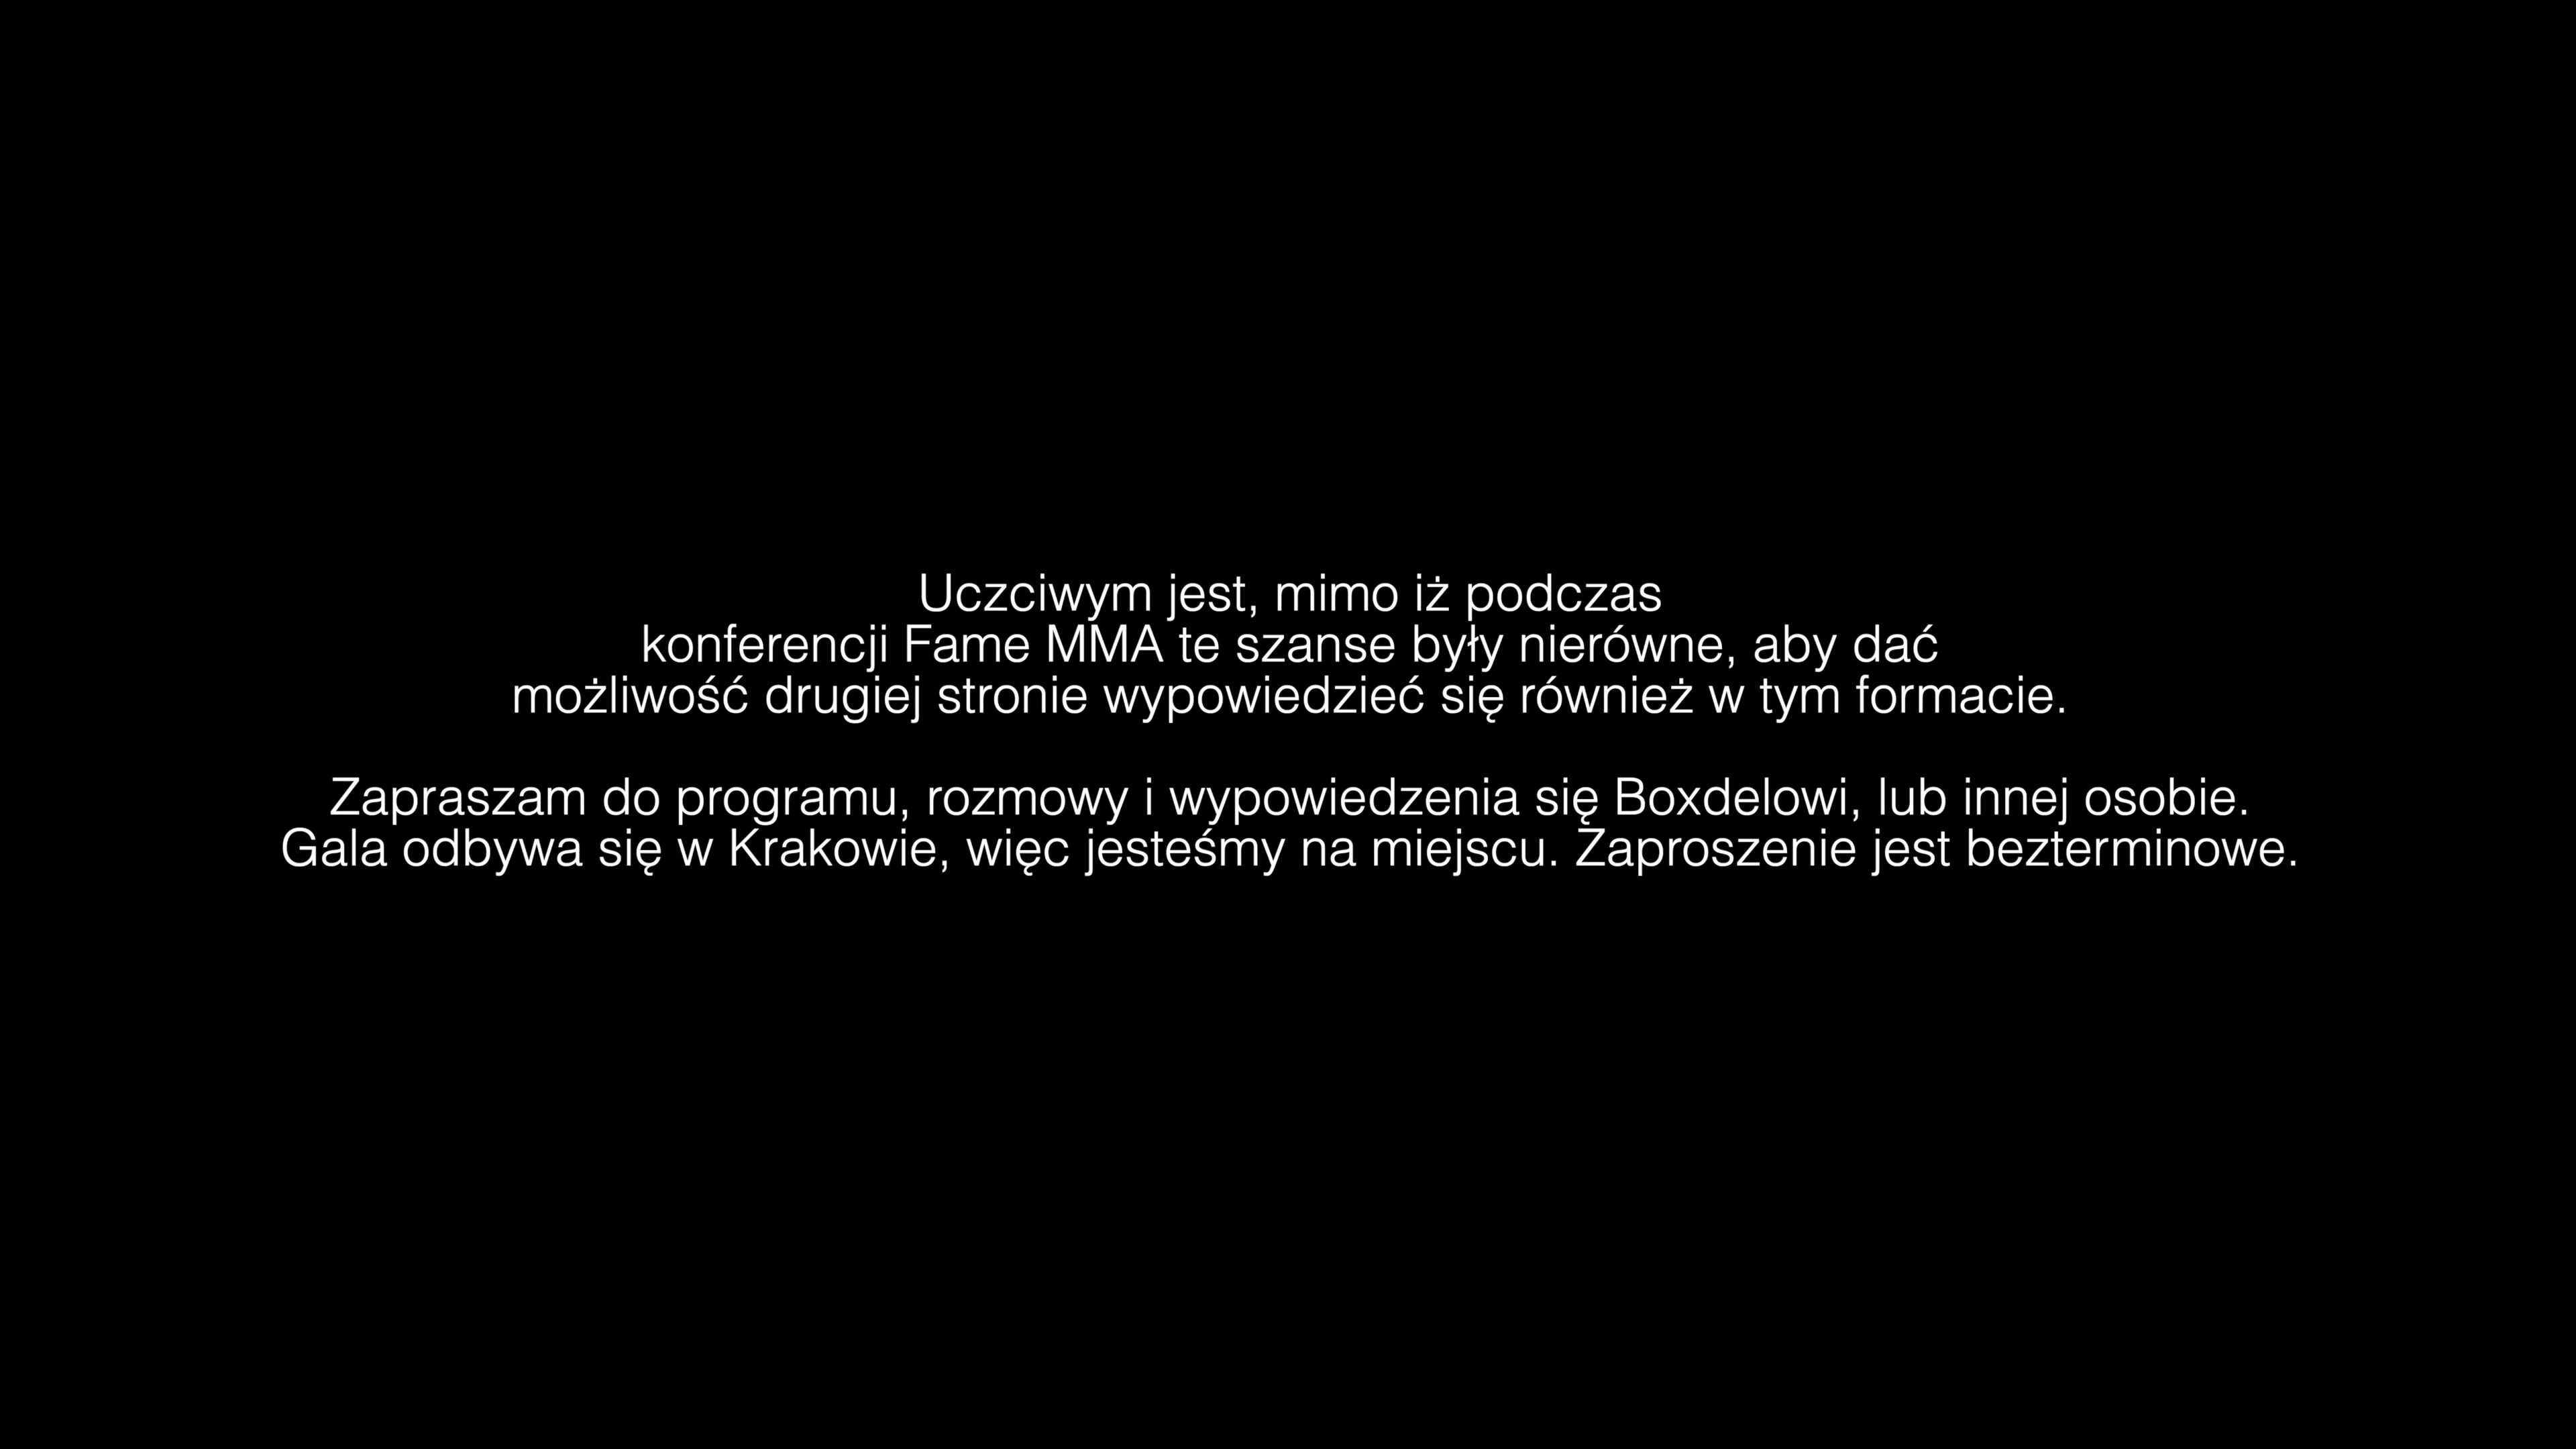 Uczciwym jest, mimo iż podczas
konferencji Fame MMA te szanse były nierówne, aby dać
możliwość drugiej stronie wypowiedzieć się również w tym formacie.
Zapraszam do programu, rozmowy i wypowiedzenia się Boxdelowi, lub innej osobie.
Gala odbywa się w Krakowie, więc jesteśmy na miejscu. Zaproszenie jest bezterminowe.